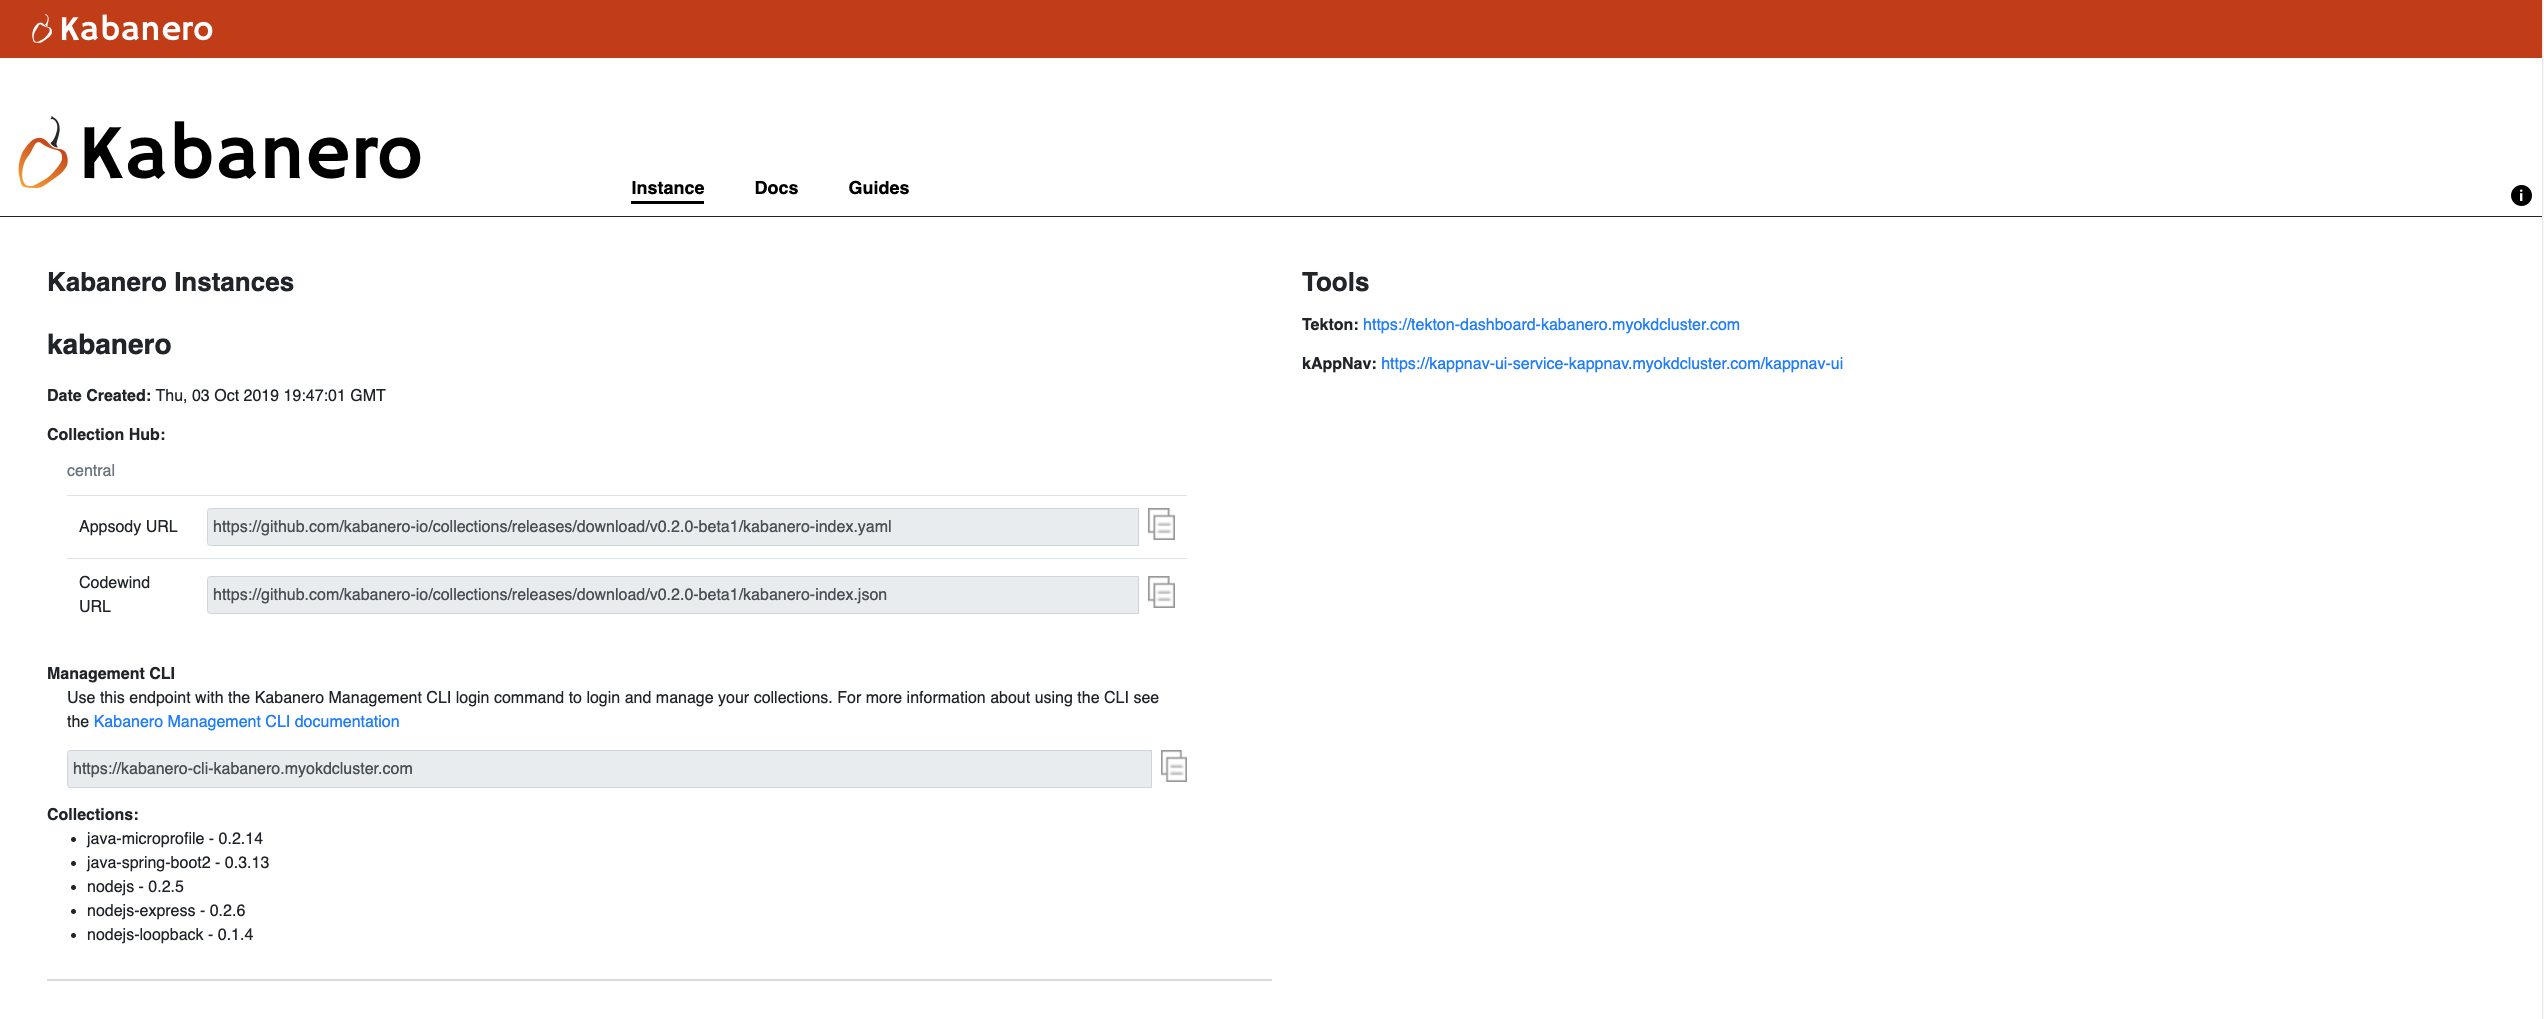 Kabanero
Kabanero
Instance Docs Guides
i
Kabanero Instances
kabanero
Date Created: Thu, 03 Oct 2019 19:47:01 GMT
Collection Hub:
central
Appsody URL https://github.com/kabanero-io/collections/releases/download/v0.2.0-beta1/kabanero-index.yaml
Codewind
URL
https://github.com/kabanero-io/collections/releases/download/v0.2.0-beta1/kabanero-index.json
Management CLI
Use this endpoint with the Kabanero Management CLI login command to login and manage your collections. For more information about using the CLI see
the Kabanero Management CLI documentation
https://kabanero-cli-kabanero.myokdcluster.com
Collections:
• java-microprofile - 0.2.14
• java-spring-boot2 - 0.3.13
• nodejs - 0.2.5
• nodejs-express - 0.2.6
• nodejs-loopback - 0.1.4
Tools
Tekton: https://tekton-dashboard-kabanero.myokdcluster.com
kAppNav: https://kappnav-ui-service-kappnav.myokdcluster.com/kappnav-ui